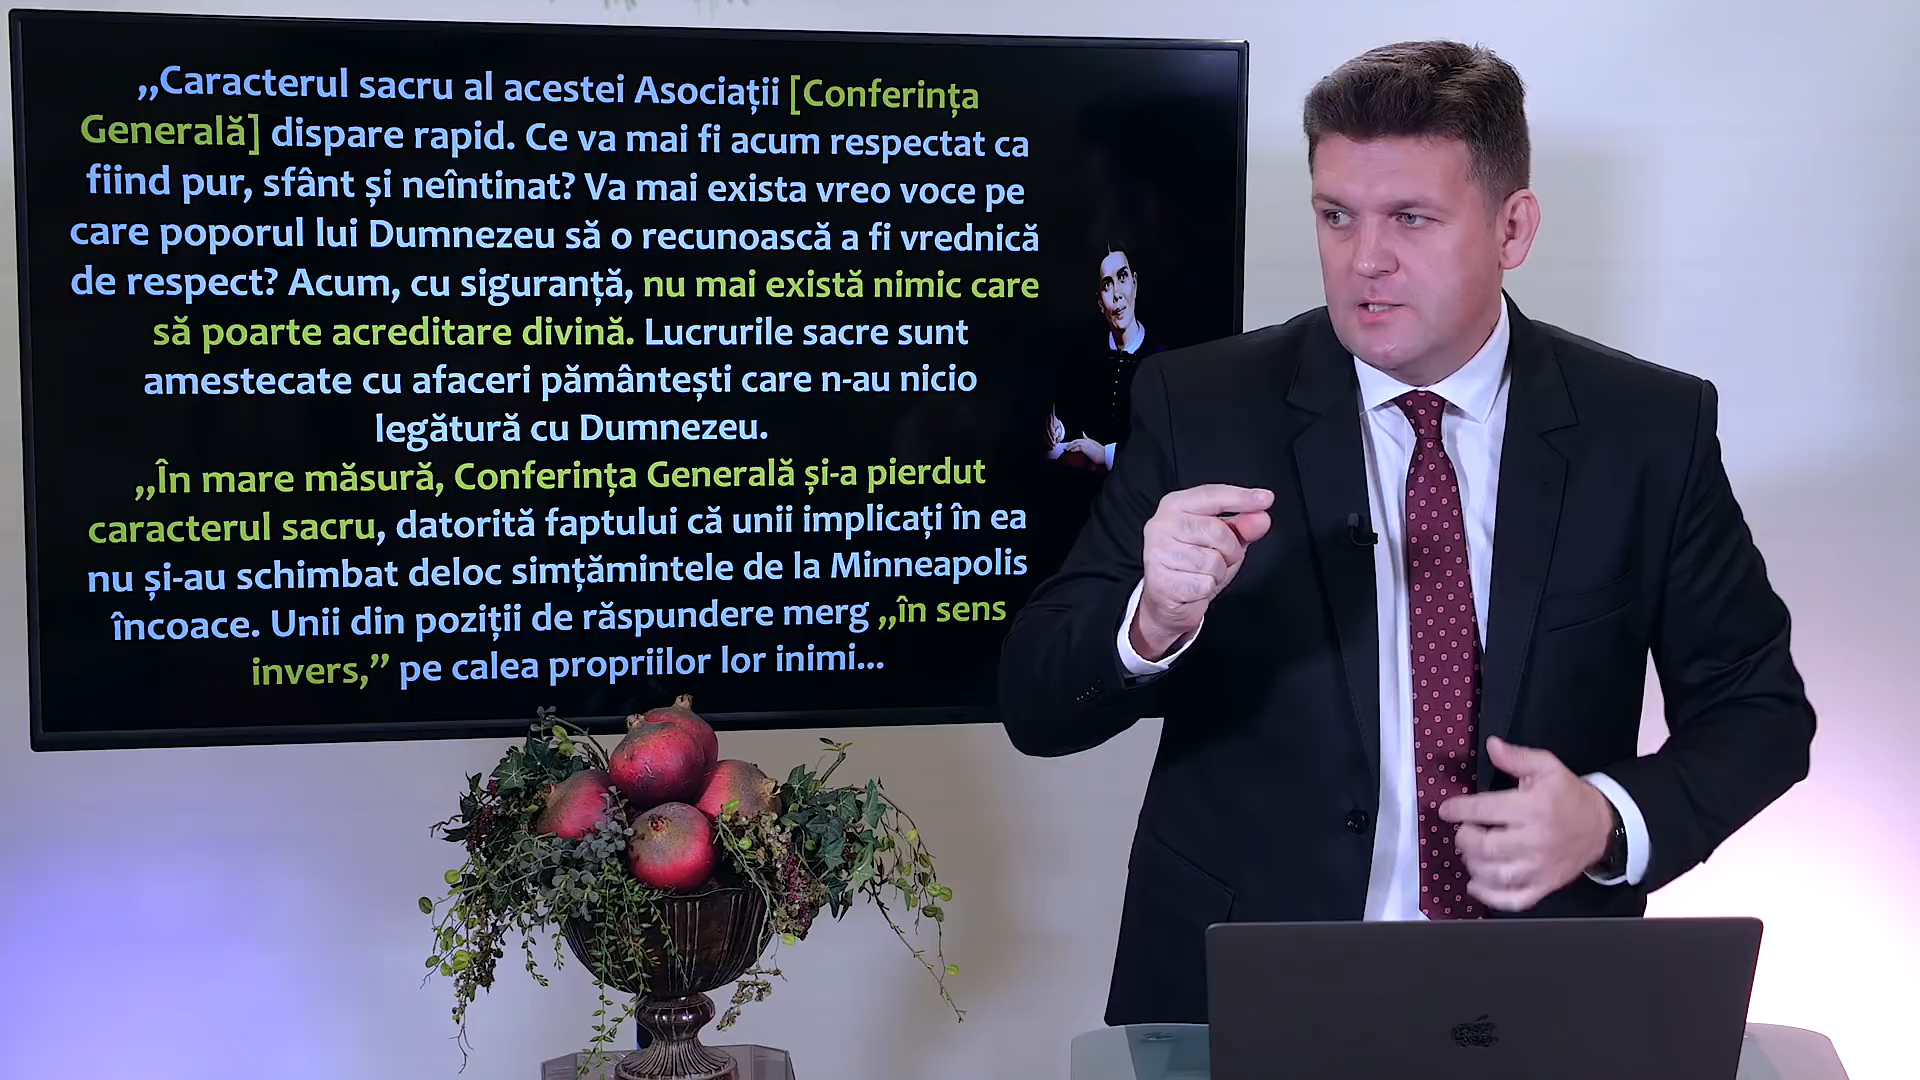 „Caracterul sacru al acestei Asociații [Conferința
Generală] dispare rapid. Ce va mai fi acum respectat ca
fiind pur, sfânt și neîntinat? Va mai exista vreo voce pe
care poporul lui Dumnezeu să o recunoască a fi vrednică
de respect? Acum, cu siguranță, nu mai există nimic care
să poarte acreditare divină. Lucrurile sacre sunt
amestecate cu afaceri pământești care n-au nicio
legătură cu Dumnezeu.
„În mare măsură, Conferința Generală și-a pierdut
caracterul sacru, datorită faptului că unii implicați în ea
nu și-au schimbat deloc simțămintele de la Minneapolis
încoace. Unii din poziții de răspundere merg „în sens
invers,” pe calea propriilor lor inimi...